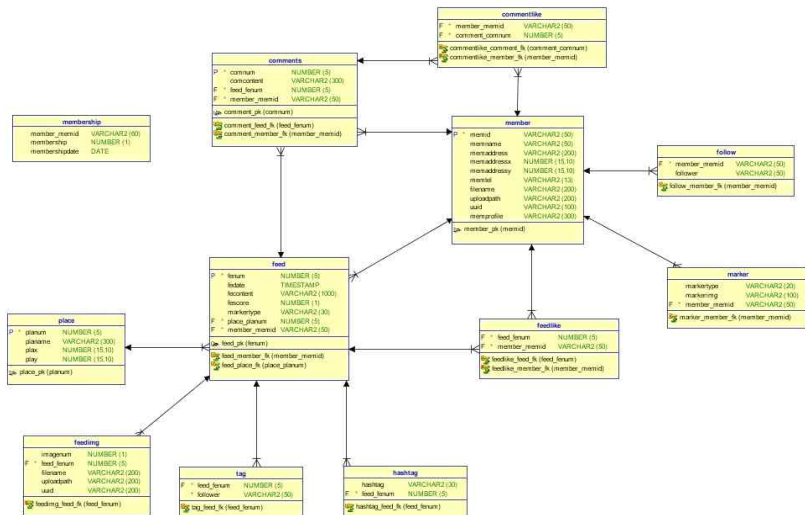 commentlike
F * member_memid VARCHAR2 (50)
F * comment_comnum NUMBER (5)
commentlike_comment_fk (comment_comnum)
commentlike_member_fk (member_memid)
comments
P * comnum NUMBER (5)
comcontent VARCHAR2 (300)
F * feed_fenum NUMBER (5)
F * member_memid VARCHAR2 (50)
comment_pk (comnum)
comment_feed_fk (feed_fenum)
comment_member_fk (member_memid)
membership
member_memid VARCHAR2 (60)
membership NUMBER (1)
membershipdate DATE
member
P * memid VARCHAR2 (50)
memname VARCHAR2 (50)
memaddress VARCHAR2 (200)
memaddressx NUMBER (15,10)
memaddressy NUMBER (15,10)
memtel VARCHAR2 (13)
filename VARCHAR2 (200)
uploadpath VARCHAR2 (200)
uuid VARCHAR2 (100)
memprofile VARCHAR2 (300)
member_pk (memid)
follow
F * member_memid VARCHAR2 (50)
follower VARCHAR2 (50)
follow_member_fk (member_memid)
feed
P * fenum NUMBER (5)
fedate TIMESTAMP
fecontent VARCHAR2 (1000)
fescore NUMBER (1)
markertype VARCHAR2 (30)
F * place_planum NUMBER (5)
F * member_memid VARCHAR2 (50)
feed_pk (fenum)
feed_member_fk (member_memid)
feed_place_fk (place_planum)
marker
markertype VARCHAR2 (20)
markerimg VARCHAR2 (100)
F * member_memid VARCHAR2 (50)
marker_member_fk (member_memid)
place
P * planum NUMBER (5)
planame VARCHAR2 (300)
plax NUMBER (15,10)
play NUMBER (15,10)
place_pk (planum)
feedlike
F * feed_fenum NUMBER (5)
F * member_memid VARCHAR2 (50)
feedlike_feed_fk (feed_fenum)
feedlike_member_fk (member_memid)
feedimg
imagenum NUMBER (1)
F * feed_fenum NUMBER (5)
filename VARCHAR2 (200)
uploadpath VARCHAR2 (200)
uuid VARCHAR2 (200)
feedimg_feed_fk (feed_fenum)
tag
F * feed_fenum NUMBER (5)
* follower VARCHAR2 (50)
tag_feed_fk (feed_fenum)
hashtag
hashtag VARCHAR2 (30)
F * feed_fenum NUMBER (5)
hashtag_feed_fk (feed_fenum)